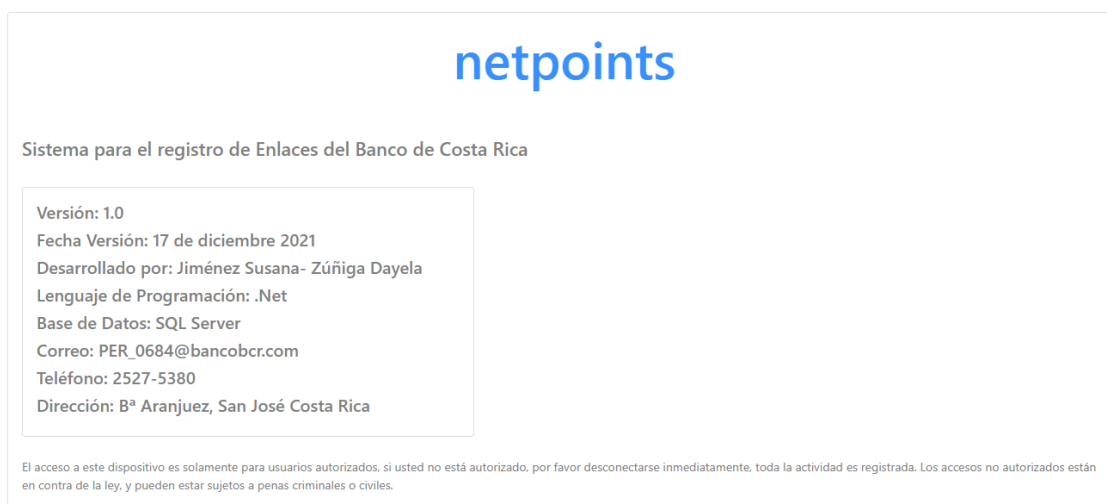 netpoints
Sistema para el registro de Enlaces del Banco de Costa Rica
Versión: 1.0
Fecha Versión: 17 de diciembre 2021
Desarrollado por: Jiménez Susana- Zúñiga Dayela
Lenguaje de Programación: .Net
Base de Datos: SQL Server
Correo: PER_0684@bancobcr.com
Teléfono: 2527-5380
Dirección: Bª Aranjuez, San José Costa Rica
El acceso a este dispositivo es solamente para usuarios autorizados, si usted no está autorizado, por favor desconectarse inmediatamente, toda la actividad es registrada. Los accesos no autorizados están
en contra de la ley, y pueden estar sujetos a penas criminales o civiles.